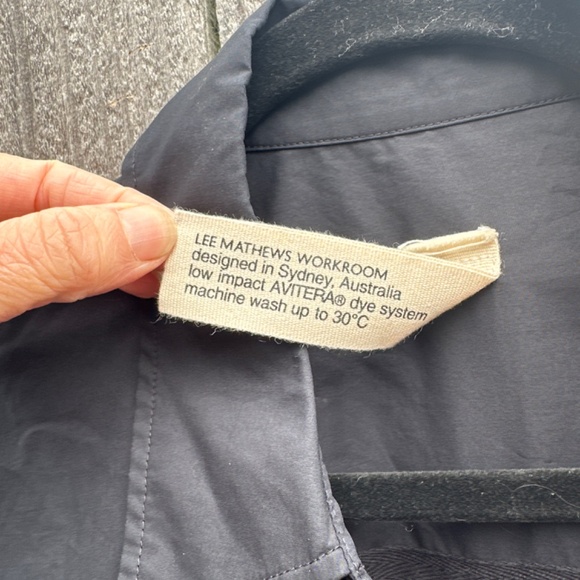 LEE MATHEWS WORKROOM
designed in Sydney, Australia
low impact AVITERA® dye system
machine wash up to 30°C